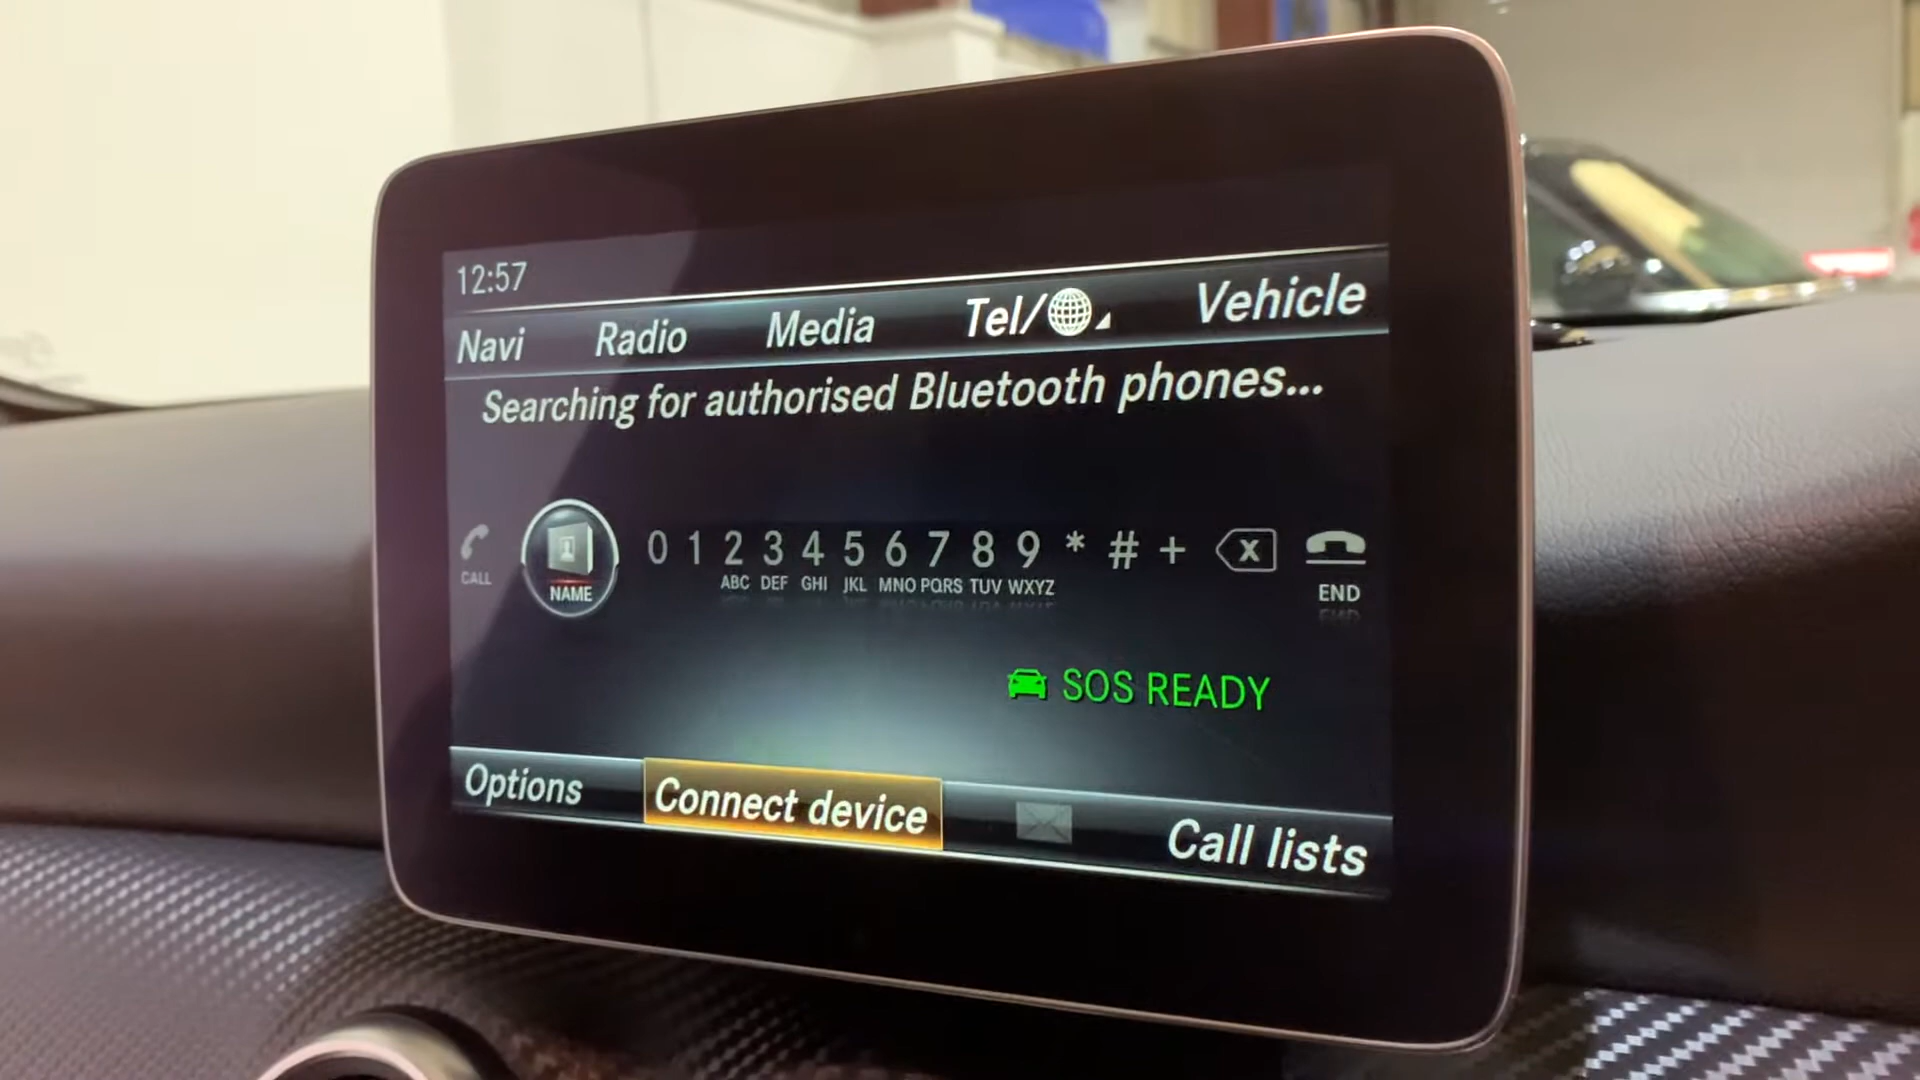 12:57
Navi Radio Media Tel/ Vehicle
Searching for authorised Bluetooth phones...
0 1 2 3 4 5 6 7 8 9 * # + X
CALL NAME ABC DEF GHI JKL MNO PQRS TUV WXYZ END
SOS READY
Options Connect device Call lists